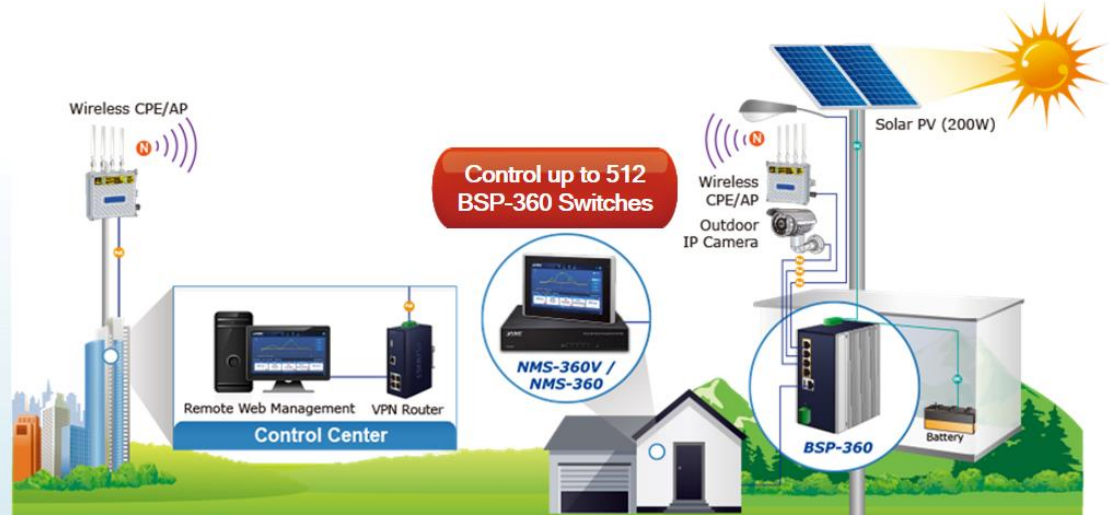 Wireless CPE/AP
N
Control up to 512
BSP-360 Switches
N
Wireless
CPE/AP
Outdoor
IP Camera
Solar PV (200W)
NMS-360V /
NMS-360
Remote Web Management
VPN Router
Control Center
BSP-360
Battery